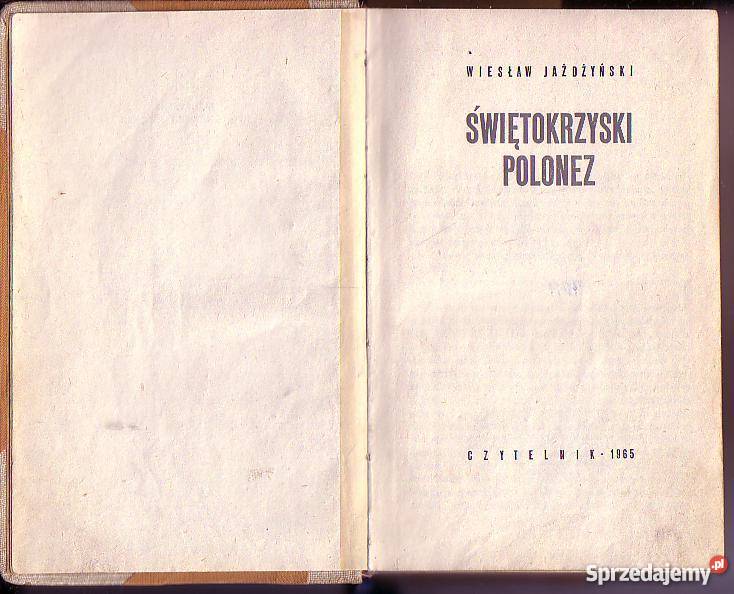 WIESŁAW JAŻDŻYŃSKI
ŚWIĘTOKRZYSKI
POLONEZ
CZYTELNIK - 1965
Sprzedajemy.pl